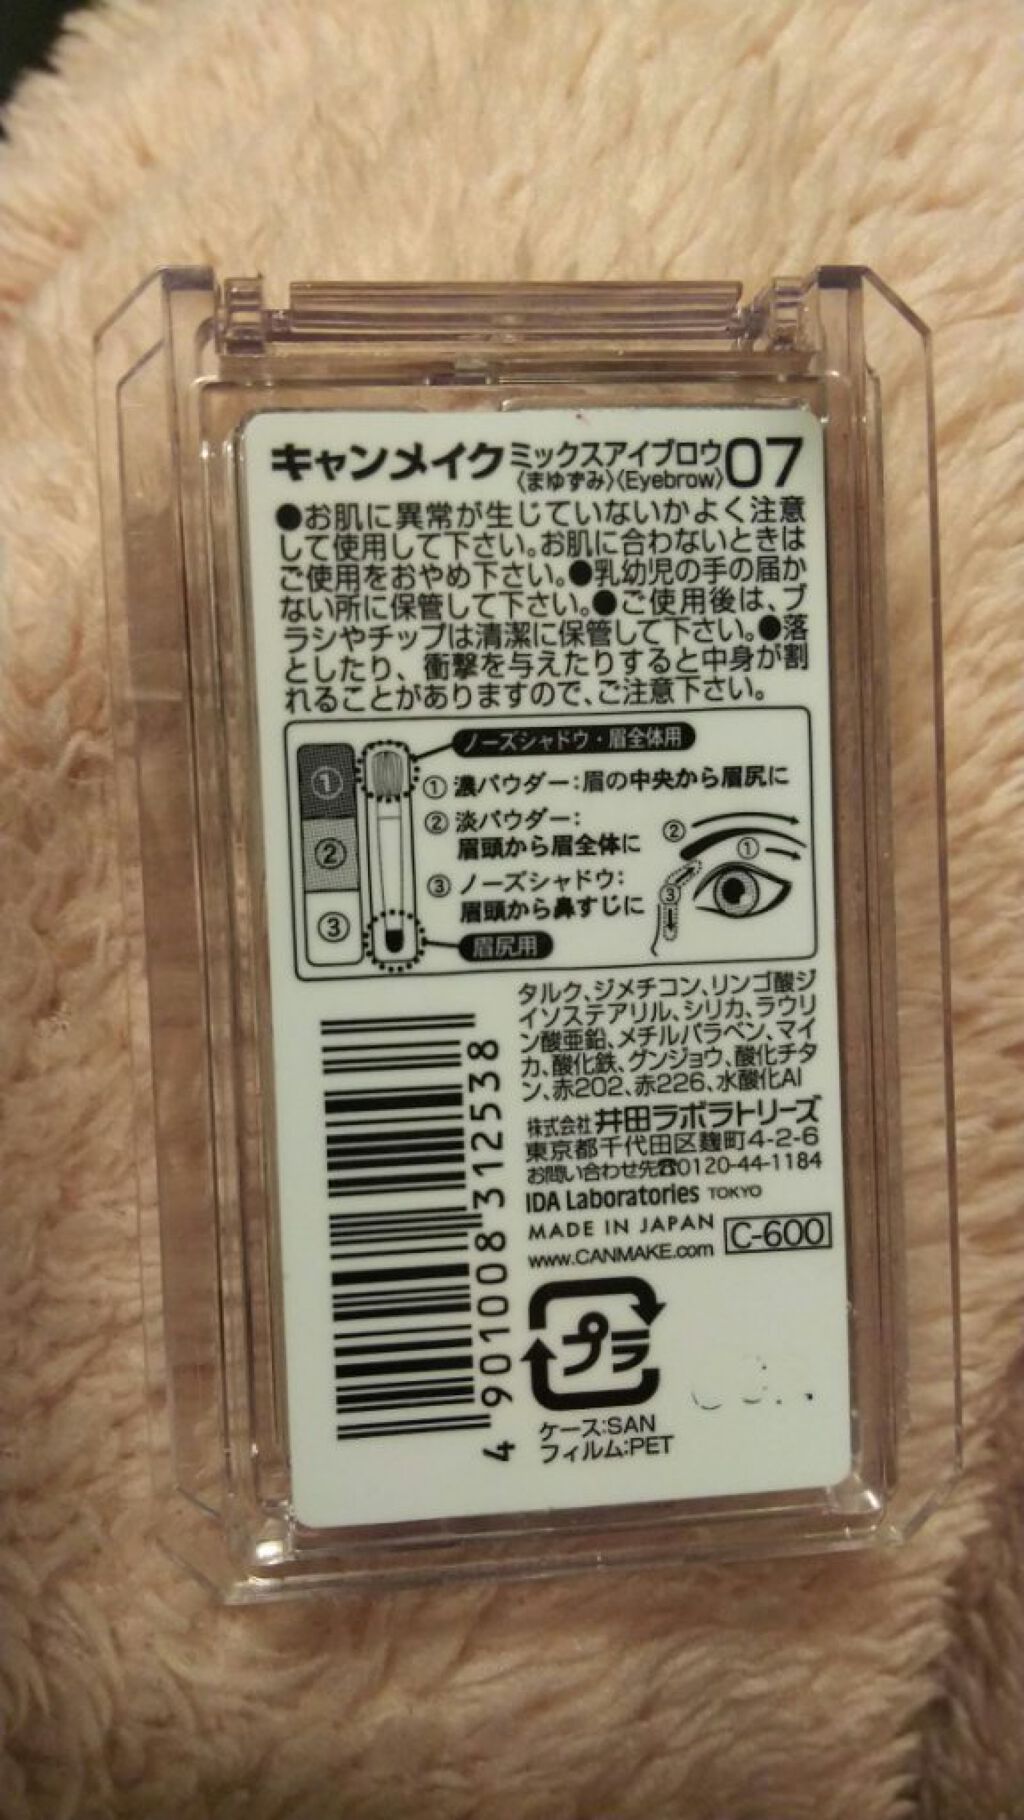 キャンメイク ミックスアイブロウ 07
〈まゆずみ〉〈Eyebrow〉
●お肌に異常が生じていないかよく注意
して使用して下さい。お肌に合わないときは
ご使用をおやめ下さい。●乳幼児の手の届か
ない所に保管して下さい。●ご使用後は、ブ
ラシやチップは清潔に保管して下さい。●落
としたり、衝撃を与えたりすると中身が割
れることがありますので、ご注意下さい。
ノーズシャドウ・眉全体用
①
②
③
①濃パウダー:眉の中央から眉尻に
②淡パウダー:
眉頭から眉全体に
③ノーズシャドウ:
眉頭から鼻すじに
眉尻用
②
①
③
タルク、ジメチコン、リンゴ酸ジ
イソステアリル、シリカ、ラウリ
ン酸亜鉛、メチルパラベン、マイ
カ、酸化鉄、グンジョウ、酸化チタ
ン、赤202、赤226、水酸化Al
株式会社 井田ラボラトリーズ
東京都千代田区麹町4-2-6
お問い合わせ先☎0120-44-1184
IDA Laboratories TOKYO
MADE IN JAPAN
www.CANMAKE.com
C-600
4 901008 312538
プラ
ケース:SAN
フィルム:PET